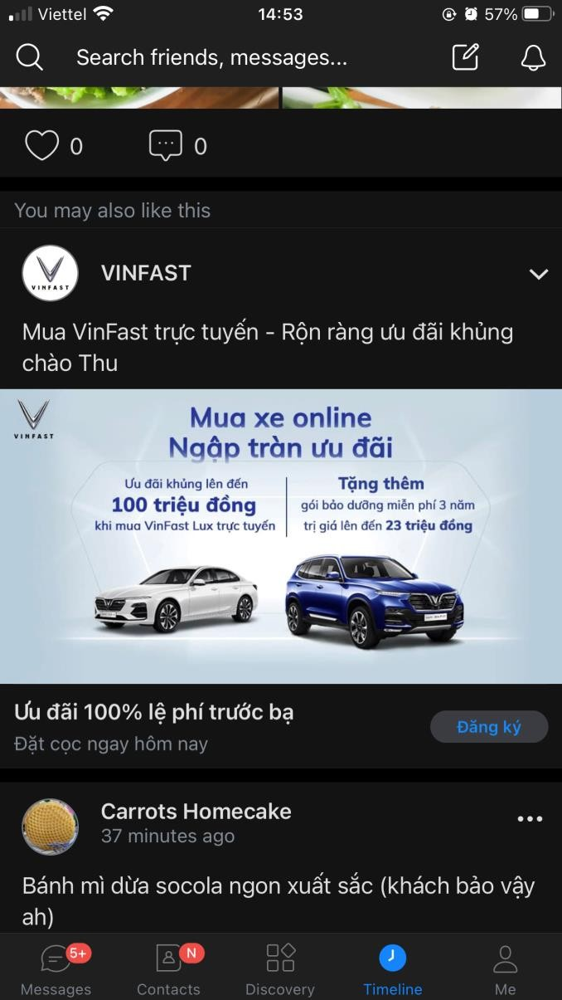 Viettel
14:53
57%
Search friends, messages...
0
0
You may also like this
VINFAST
VINFAST
Mua VinFast trực tuyến - Rộn ràng ưu đãi khủng
chào Thu
VINFAST
Mua xe online
Ngập tràn ưu đãi
Ưu đãi khủng lên đến
100 triệu đồng
khi mua VinFast Lux trực tuyến
Tặng thêm
gói bảo dưỡng miễn phí 3 năm
trị giá lên đến 23 triệu đồng
Ưu đãi 100% lệ phí trước bạ
Đặt cọc ngay hôm nay
Đăng ký
Carrots Homecake
37 minutes ago
Bánh mì dừa socola ngon xuất sắc (khách bảo vậy
ah)
5+
N
Messages
Contacts
Discovery
Timeline
Me